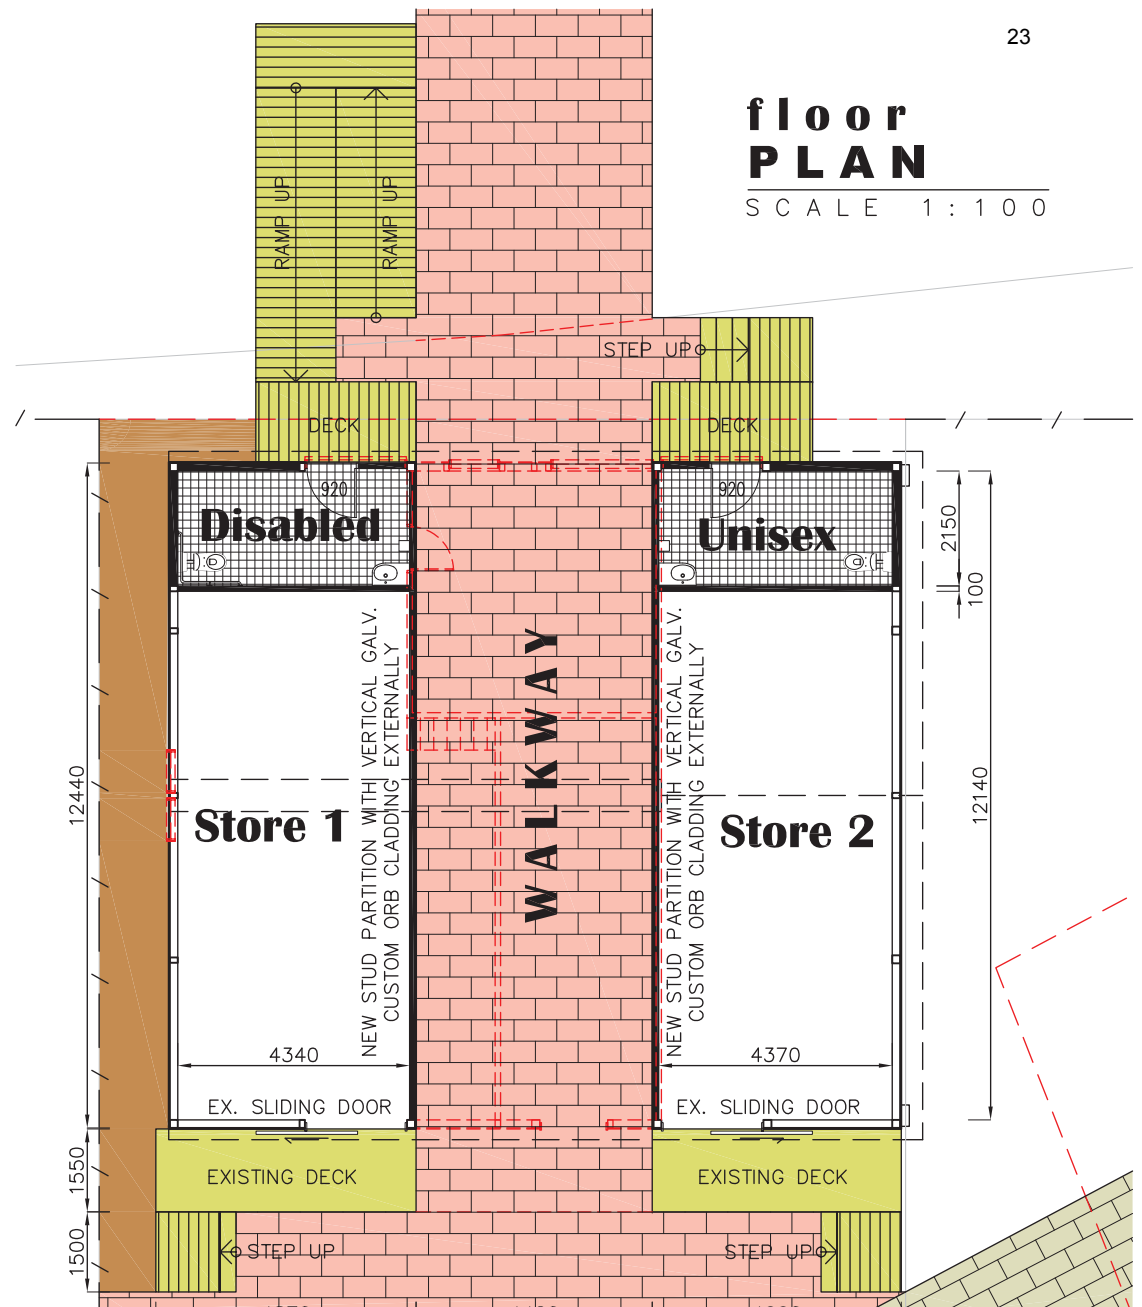 23
floor
PLAN
SCALE 1:100
RAMP UP
RAMP UP
STEP UP
DECK
DECK
920
920
Disabled
Unisex
2150
100
NEW STUD PARTITION WITH VERTICAL GALV.
CUSTOM ORB CLADDING EXTERNALLY
WALKWAY
NEW STUD PARTITION WITH VERTICAL GALV.
CUSTOM ORB CLADDING EXTERNALLY
12440
12140
Store 1
Store 2
4340
4370
EX. SLIDING DOOR
EX. SLIDING DOOR
1550
EXISTING DECK
EXISTING DECK
1500
STEP UP
STEP UP